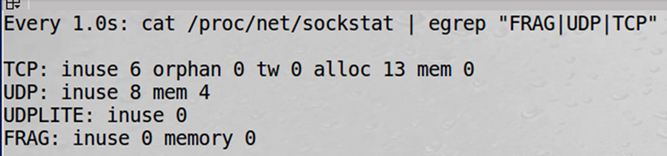 Every 1.0s: cat /proc/net/sockstat | egrep "FRAG|UDP|TCP"
TCP: inuse 6 orphan 0 tw 0 alloc 13 mem 0
UDP: inuse 8 mem 4
UDPLITE: inuse 0
FRAG: inuse 0 memory 0